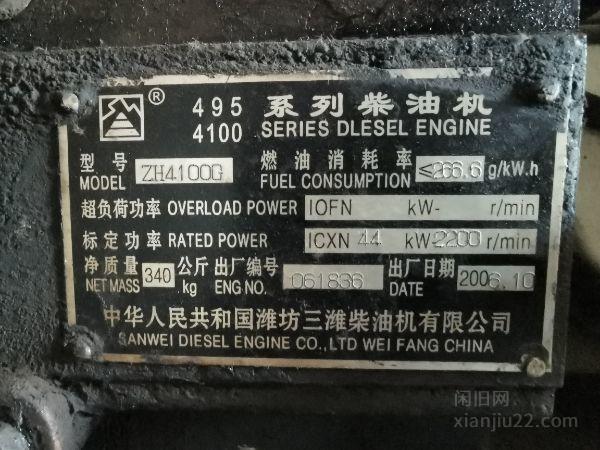 ® 495 系列柴油机
4100 SERIES DLESEL ENGINE
型号 ZH4100G 燃油消耗率 ≤266.6 g/kW.h
MODEL FUEL CONSUMPTION
超负荷功率 OVERLOAD POWER IOFN kW- r/min
标定功率 RATED POWER ICXN 44 kW-2200 r/min
净质量 340 公斤 出厂编号 061836 出厂日期 2006.10
NET MASS kg ENG NO. DATE
中华人民共和国潍坊三潍柴油机有限公司
SANWEI DIESEL ENGINE CO., LTD WEI FANG CHINA
闲旧网
xianjiu22.com